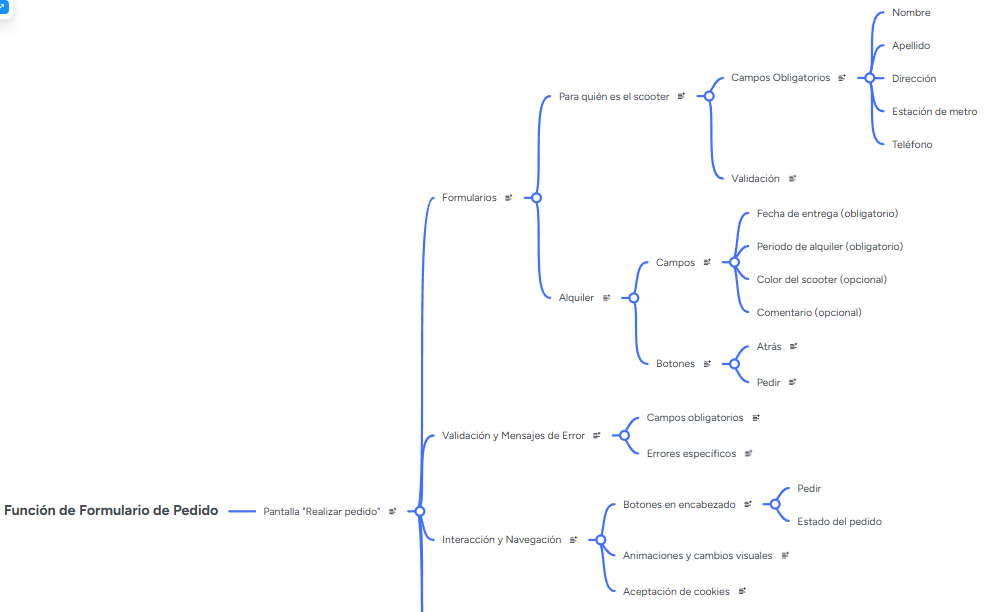 Nombre
Apellido
Campos Obligatorios
Dirección
Para quién es el scooter
Estación de metro
Teléfono
Validación
Formularios
Fecha de entrega (obligatorio)
Periodo de alquiler (obligatorio)
Campos
Color del scooter (opcional)
Alquiler
Comentario (opcional)
Atrás
Botones
Pedir
Campos obligatorios
Validación y Mensajes de Error
Errores específicos
Pedir
Botones en encabezado
Función de Formulario de Pedido
Pantalla "Realizar pedido"
Estado del pedido
Interacción y Navegación
Animaciones y cambios visuales
Aceptación de cookies